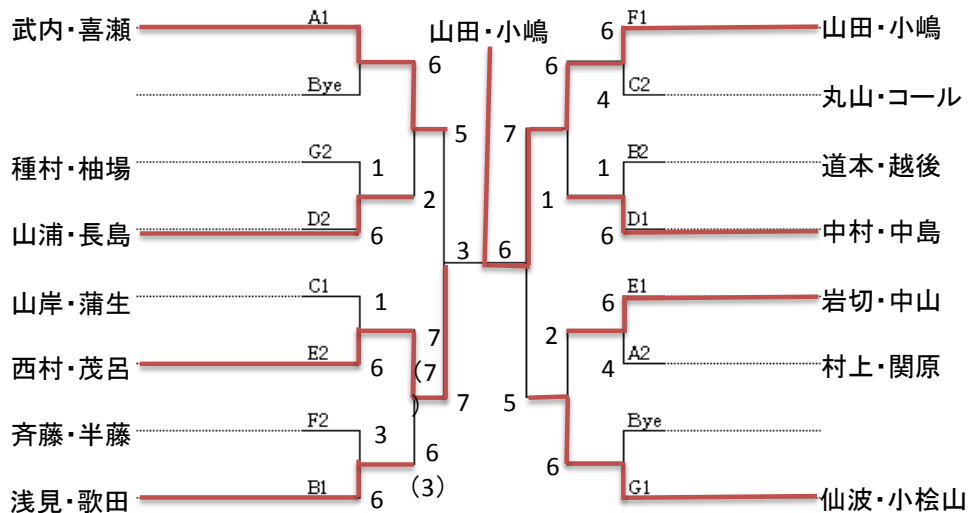 山田・小嶋
武内・喜瀬 A1
6
Bye
5
種村・柚場 G2
1
2
山浦・長島 D2
6
3
山岸・蒲生 C1
1
7
(7
)
西村・茂呂 E2
6
7
斉藤・半藤 F2
3
6
(3)
浅見・歌田 B1
6
6 F1 山田・小嶋
6
4 C2 丸山・コール
7
1 B2 道本・越後
1
6 D1 中村・中島
6
6 E1 岩切・中山
2
4 A2 村上・関原
5
Bye
6
G1 仙波・小桧山